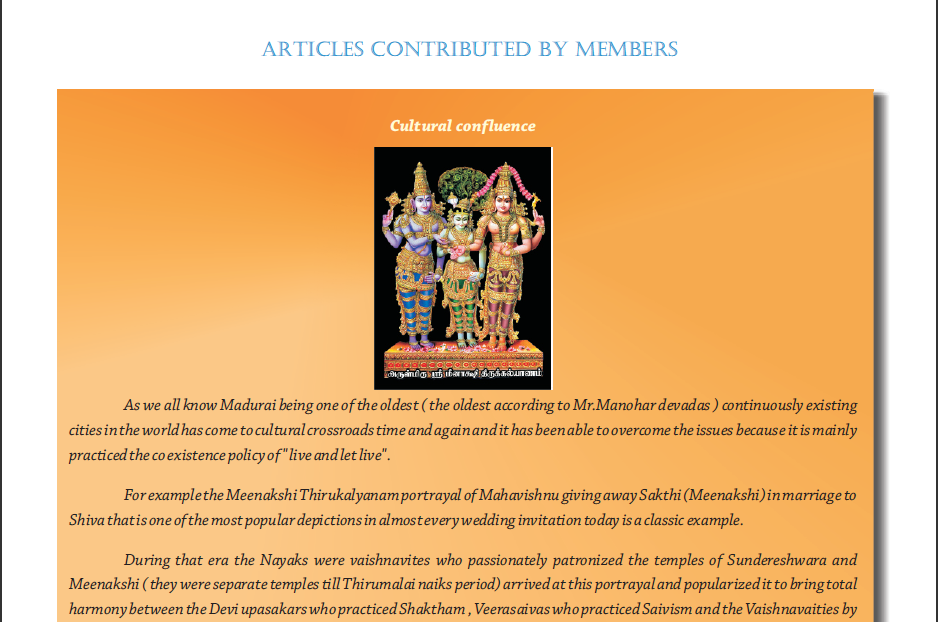 ARTICLES CONTRIBUTED BY MEMBERS
Cultural confluence
அருள்மிகு ஸ்ரீ மீனாக்ஷி திருக்கல்யாணம்
As we all know Madurai being one of the oldest ( the oldest according to Mr.Manohar devadas ) continuously existing
cities in the world has come to cultural crossroads time and again and it has been able to overcome the issues because it is mainly
practiced the co existence policy of "live and let live".
For example the Meenakshi Thirukalyanam portrayal of Mahavishnu giving away Sakthi (Meenakshi) in marriage to
Shiva that is one of the most popular depictions in almost every wedding invitation today is a classic example.
During that era the Nayaks were vaishnavites who passionately patronized the temples of Sundereshwara and
Meenakshi ( they were separate temples till Thirumalai naiks period) arrived at this portrayal and popularized it to bring total
harmony between the Devi upasakars who practiced Shaktham , Veerasaivas who practiced Saivism and the Vaishnavaities by